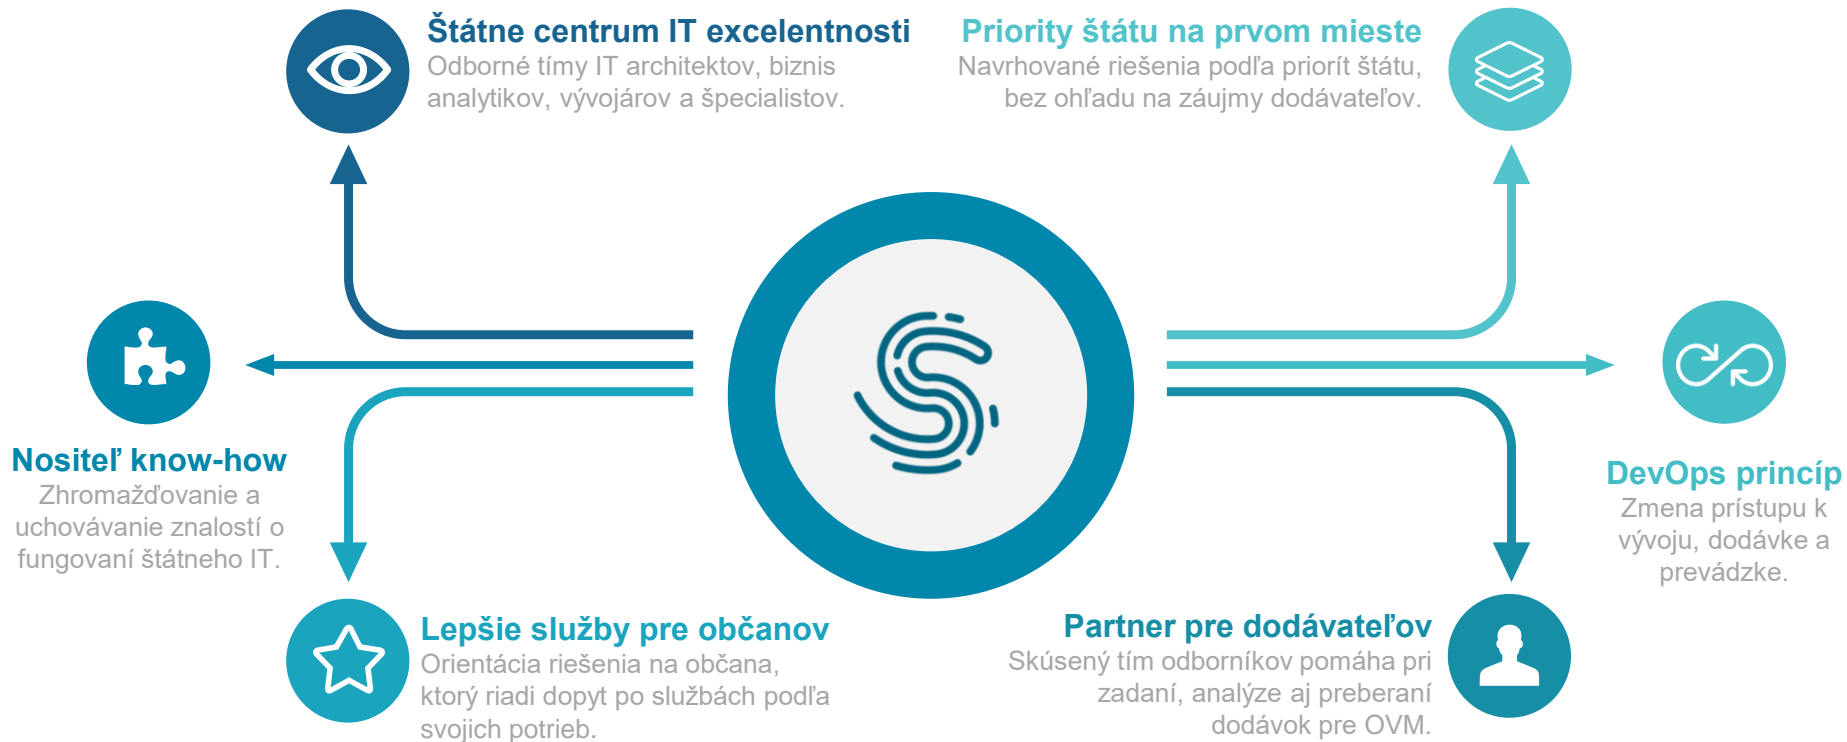 Štátne centrum IT excelentnosti
Odborné tímy IT architektov, biznis
analytikov, vývojárov a špecialistov.
Priority štátu na prvom mieste
Navrhované riešenia podľa priorít štátu,
bez ohľadu na záujmy dodávateľov.
Nositeľ know-how
Zhromažďovanie a
uchovávanie znalostí o
fungovaní štátneho IT.
DevOps princíp
Zmena prístupu k
vývoju, dodávke a
prevádzke.
Lepšie služby pre občanov
Orientácia riešenia na občana,
ktorý riadi dopyt po službách podľa
svojich potrieb.
Partner pre dodávateľov
Skúsený tím odborníkov pomáha pri
zadaní, analýze aj preberaní
dodávok pre OVM.